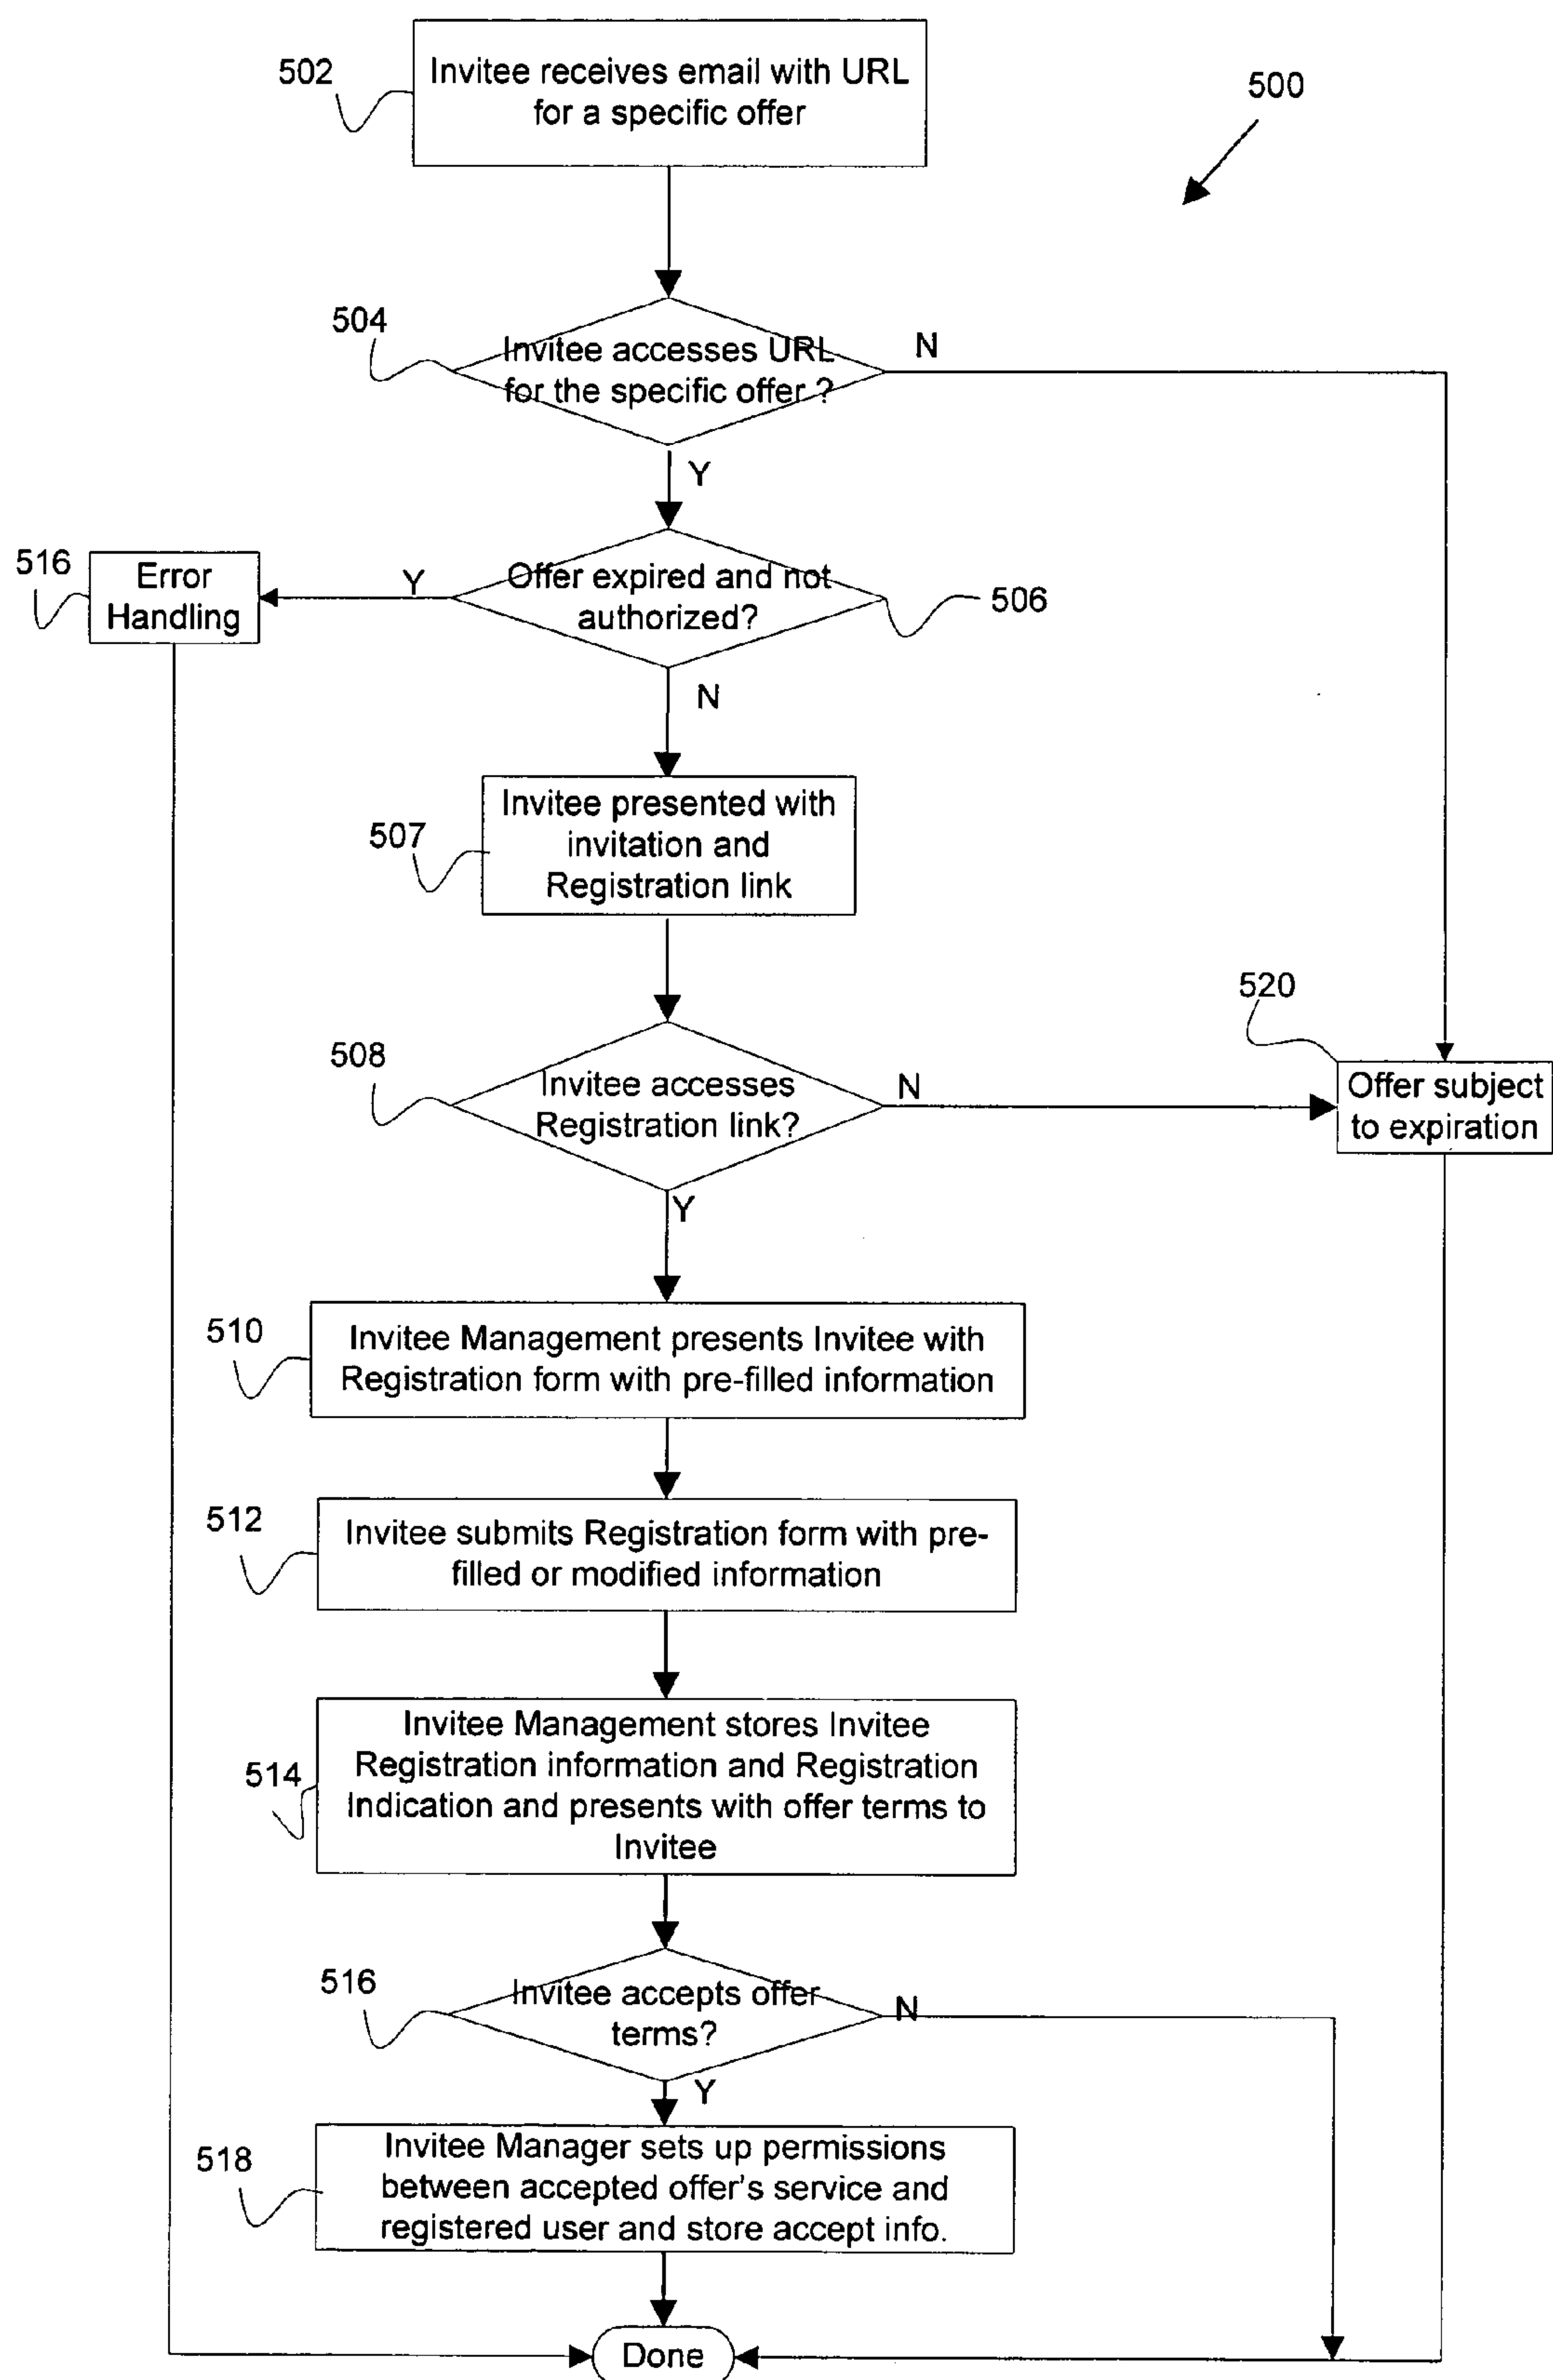 502
Invitee receives email with URL
for a specific offer
500
504
Invitee accesses URL
for the specific offer ?
N
Y
516
Error
Handling
Y
Offer expired and not
authorized?
506
N
507
Invitee presented with
invitation and
Registration link
508
Invitee accesses
Registration link?
N
520
Offer subject
to expiration
Y
510
Invitee Management presents Invitee with
Registration form with pre-filled information
512
Invitee submits Registration form with pre-
filled or modified information
514
Invitee Management stores Invitee
Registration information and Registration
Indication and presents with offer terms to
Invitee
516
Invitee accepts offer
terms?
N
Y
518
Invitee Manager sets up permissions
between accepted offer's service and
registered user and store accept info.
Done